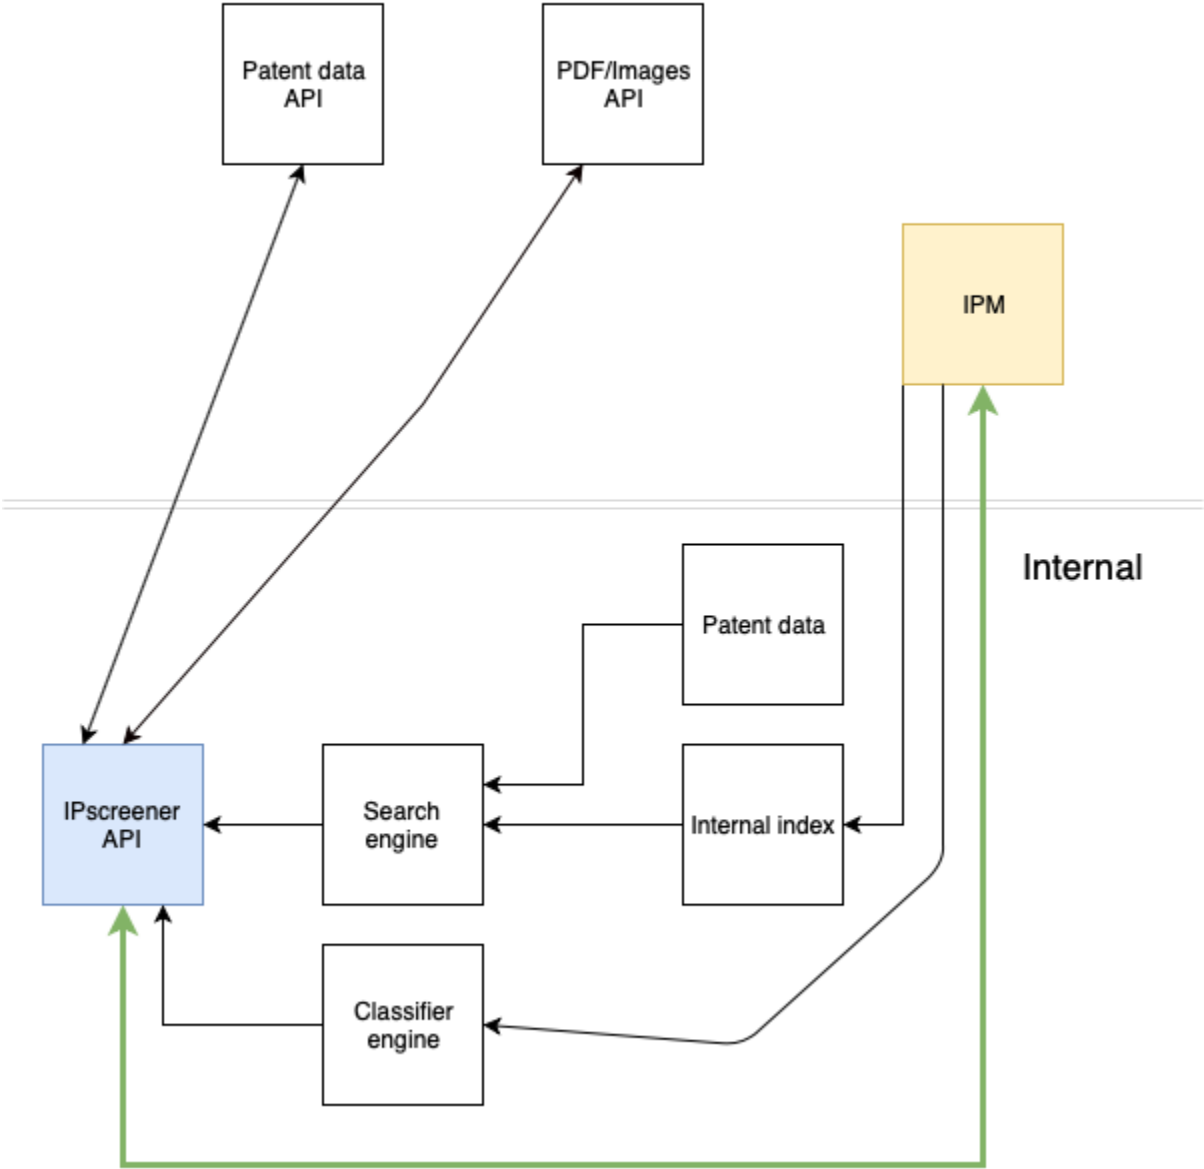 Patent data
API
PDF/Images
API
IPM
Internal
Patent data
IPscreener
API
Search
engine
Internal index
Classifier
engine